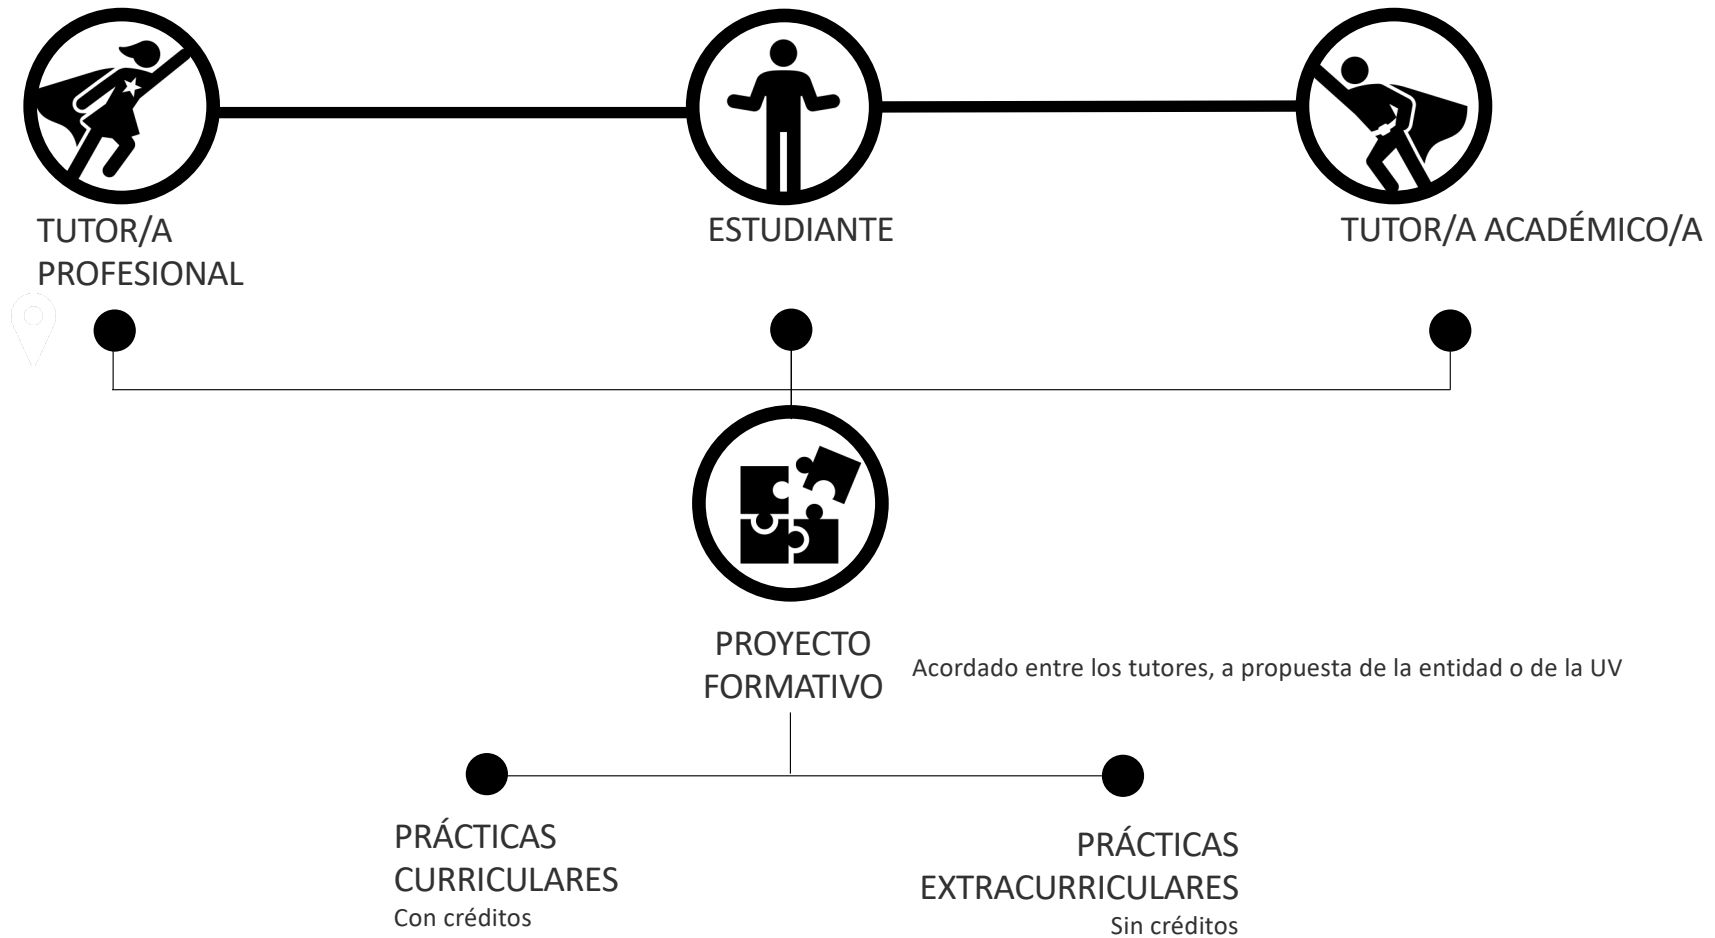 TUTOR/A
PROFESIONAL
ESTUDIANTE
TUTOR/A ACADÉMICO/A
PROYECTO
FORMATIVO
Acordado entre los tutores, a propuesta de la entidad o de la UV
PRÁCTICAS
CURRICULARES
Con créditos
PRÁCTICAS
EXTRACURRICULARES
Sin créditos